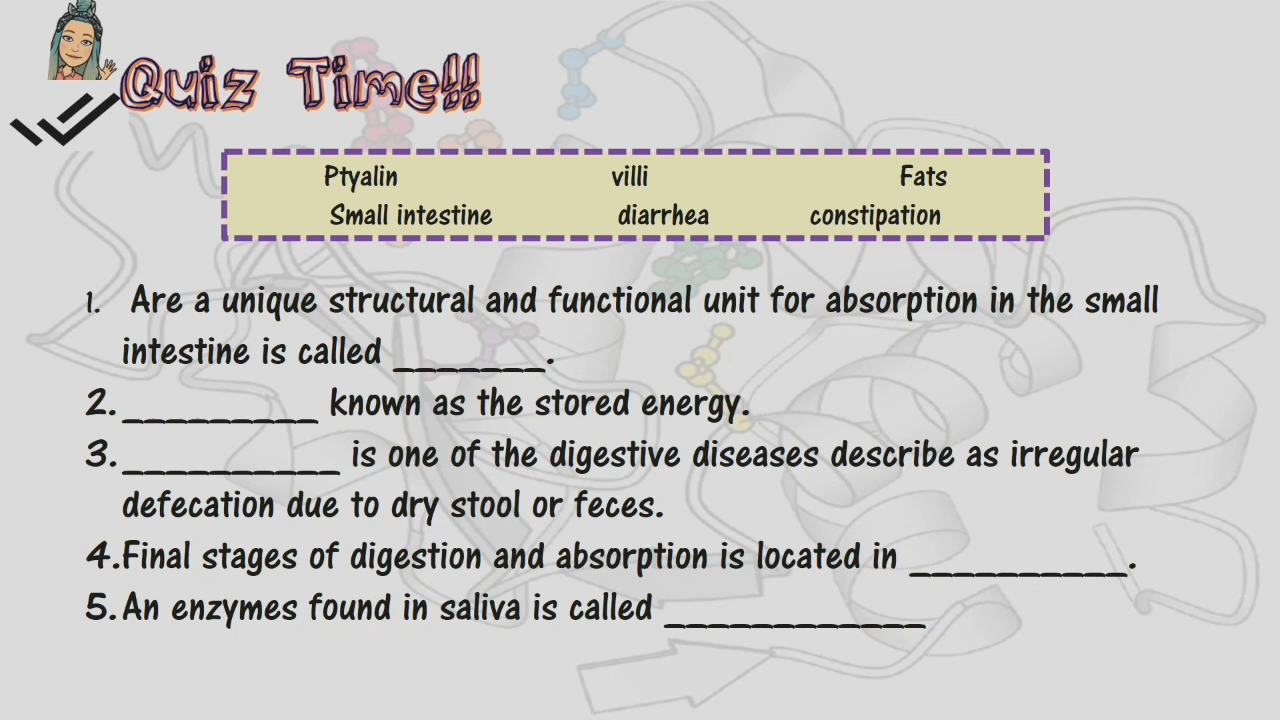 Quiz Time!!
Ptyalin villi Fats
Small intestine diarrhea constipation
1. Are a unique structural and functional unit for absorption in the small
intestine is called _______.
2. _________ known as the stored energy.
3. __________ is one of the digestive diseases describe as irregular
defecation due to dry stool or feces.
4. Final stages of digestion and absorption is located in __________.
5. An enzymes found in saliva is called ____________